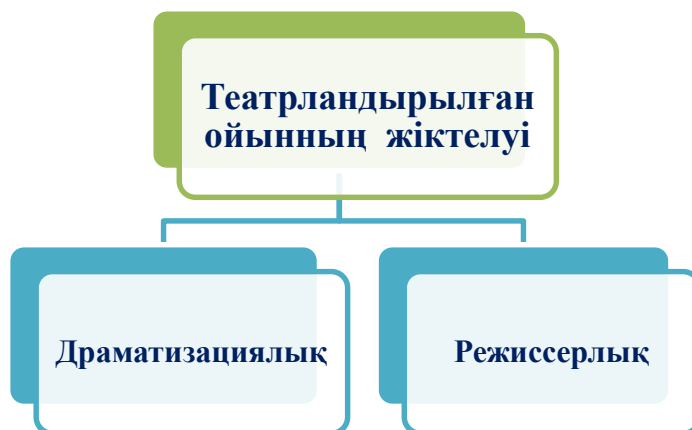 Театрландырылған
ойынның жіктелуі
Драматизациялық
Режиссерлық